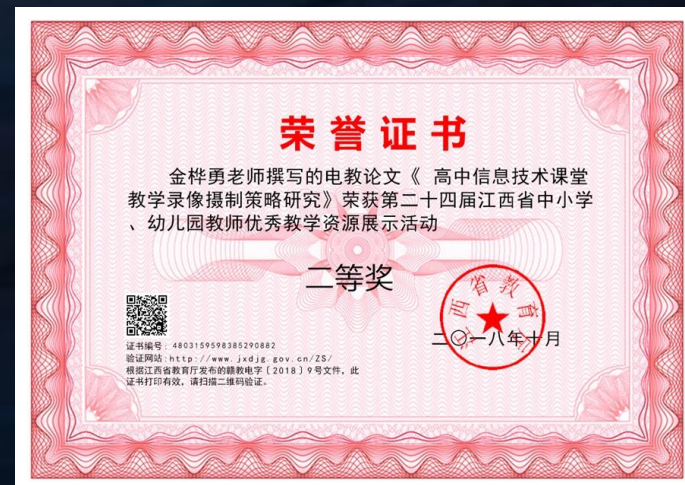 荣誉证书
金桦勇老师撰写的电教论文《 高中信息技术课堂
教学录像摄制策略研究》荣获第二十四届江西省中小学
、幼儿园教师优秀教学资源展示活动
二等奖
江西省教育厅
二〇一八年十月
证书编号: 4803159598385290882
验证网站:http://www.jxdjg.gov.cn/ZS/
根据江西省教育厅发布的赣教电字〔2018〕9号文件, 此
证书打印有效, 请扫描二维码验证。